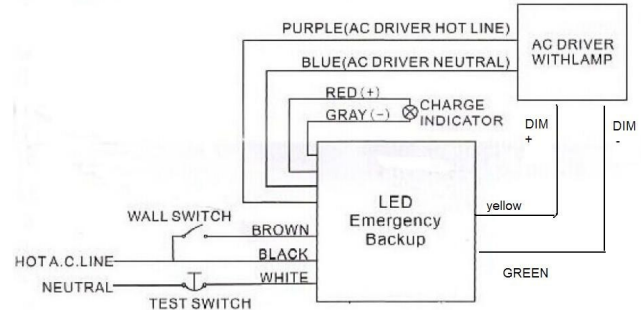 PURPLE(AC DRIVER HOT LINE)
AC DRIVER
WITHLAMP
BLUE(AC DRIVER NEUTRAL)
RED(+)
GRAY(-)
CHARGE
INDICATOR
DIM
+
DIM
-
LED
Emergency
Backup
yellow
WALL SWITCH
BROWN
HOT A.C.LINE
BLACK
GREEN
NEUTRAL
WHITE
TEST SWITCH